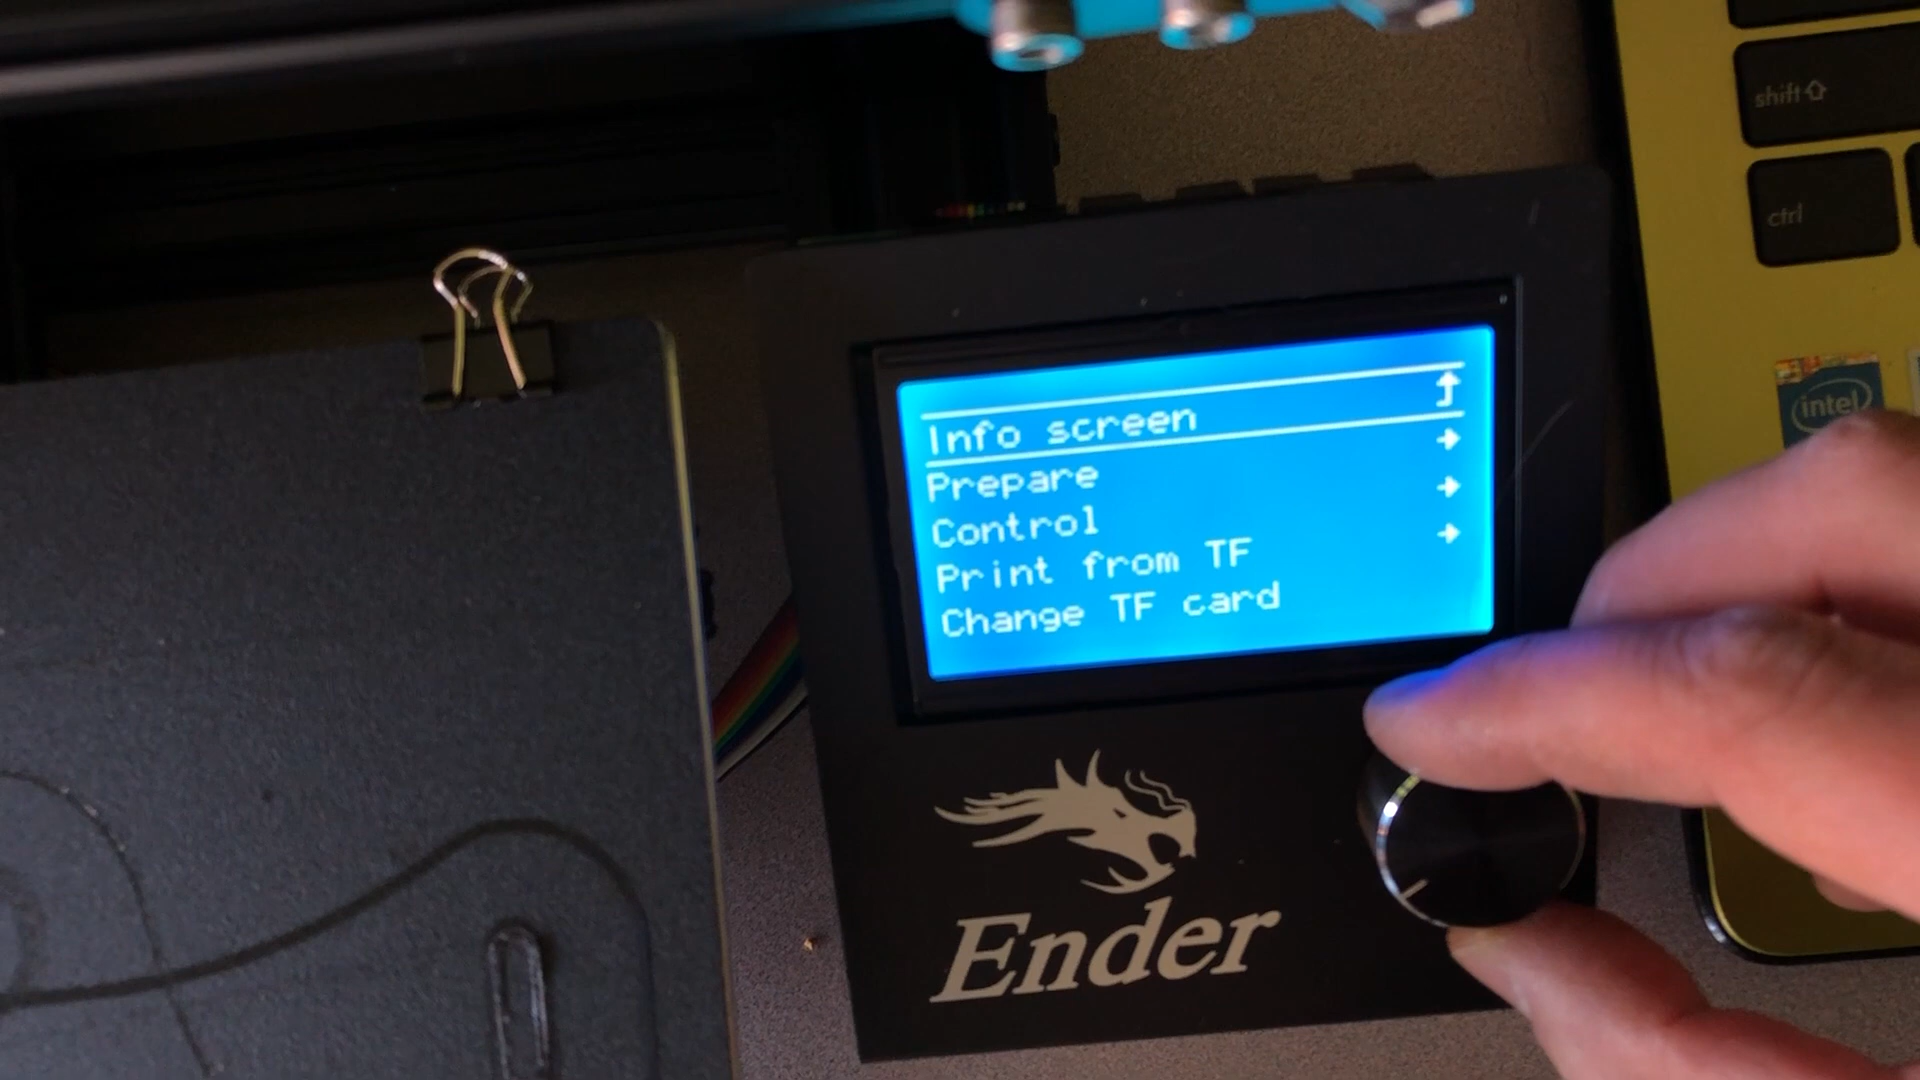 shift
ctrl
intel
Info screen
Prepare
Control
Print from TF
Change TF card
Ender